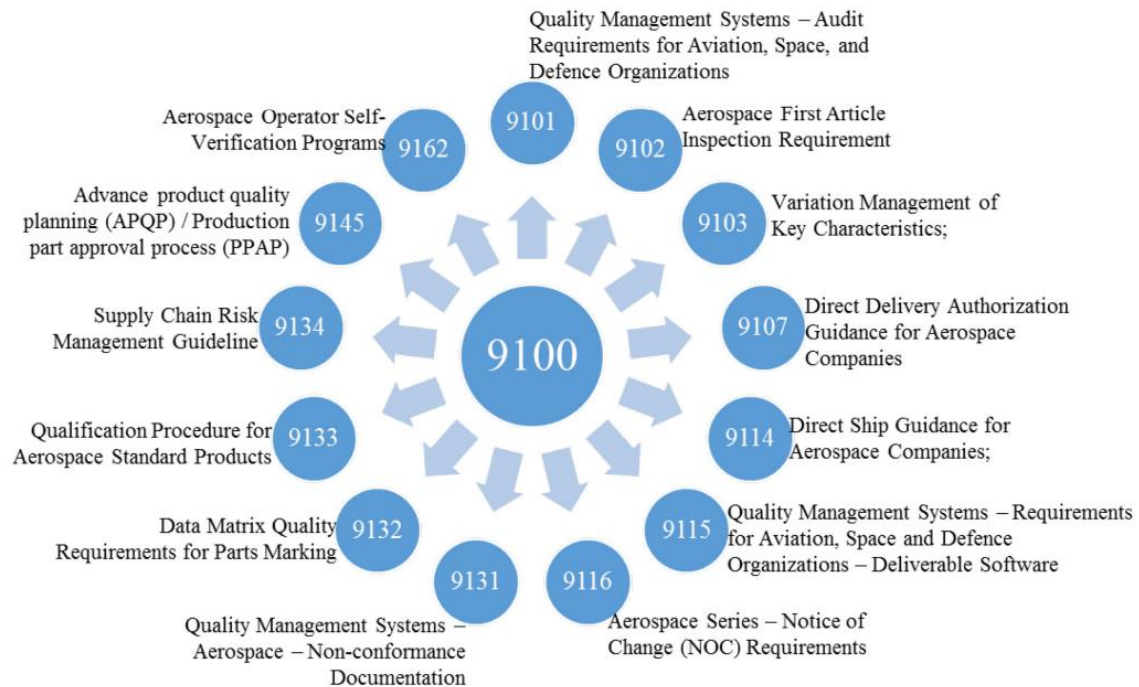 Quality Management Systems – Audit
Requirements for Aviation, Space, and
Defence Organizations
9101
Aerospace First Article
Inspection Requirement
9102
Variation Management of
Key Characteristics;
9103
Direct Delivery Authorization
Guidance for Aerospace
Companies
9107
Direct Ship Guidance for
Aerospace Companies;
9114
Quality Management Systems – Requirements
for Aviation, Space and Defence
Organizations – Deliverable Software
9115
Aerospace Series – Notice of
Change (NOC) Requirements
9116
Quality Management Systems –
Aerospace – Non-conformance
Documentation
9131
Data Matrix Quality
Requirements for Parts Marking
9132
Qualification Procedure for
Aerospace Standard Products
9133
Supply Chain Risk
Management Guideline
9134
Advance product quality
planning (APQP) / Production
part approval process (PPAP)
9145
Aerospace Operator Self-
Verification Programs
9162
9100